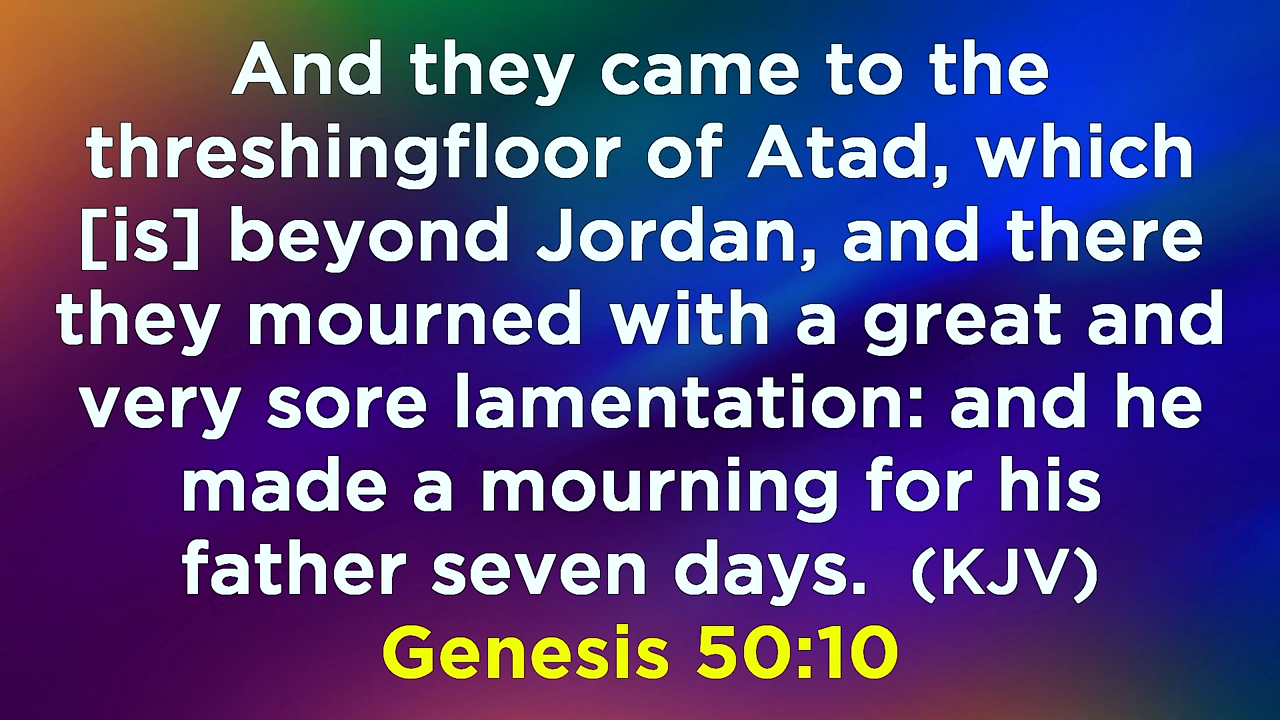 And they came to the
threshingfloor of Atad, which
[is] beyond Jordan, and there
they mourned with a great and
very sore lamentation: and he
made a mourning for his
father seven days. (KJV)
Genesis 50:10